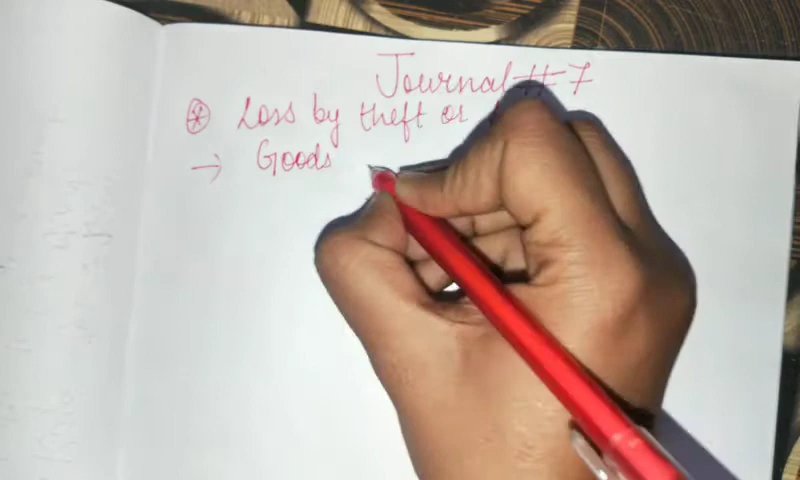 Journal #7
⊛ Loss by theft or
→ Goods